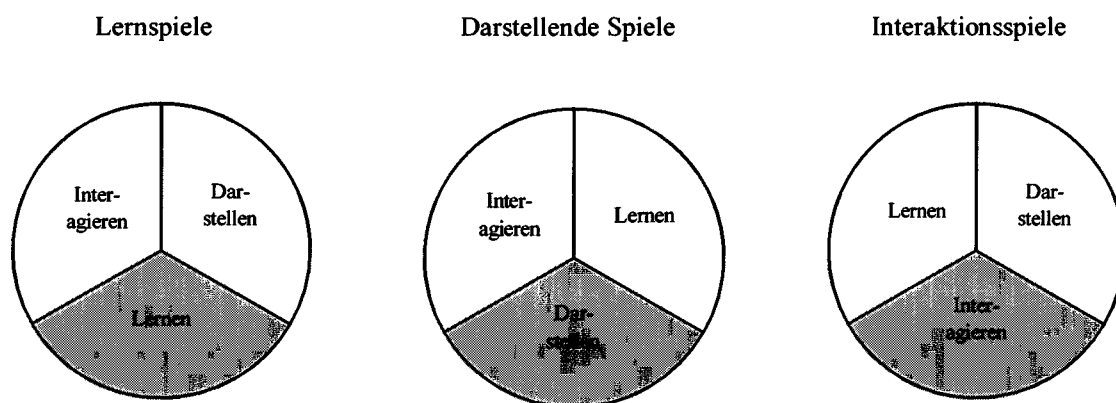 Lernspiele
Darstellende Spiele
Interaktionsspiele
Inter-
agieren
Dar-
stellen
Lernen
Inter-
agieren
Lernen
Dar-
stellen
Lernen
Dar-
stellen
Inter-
agieren